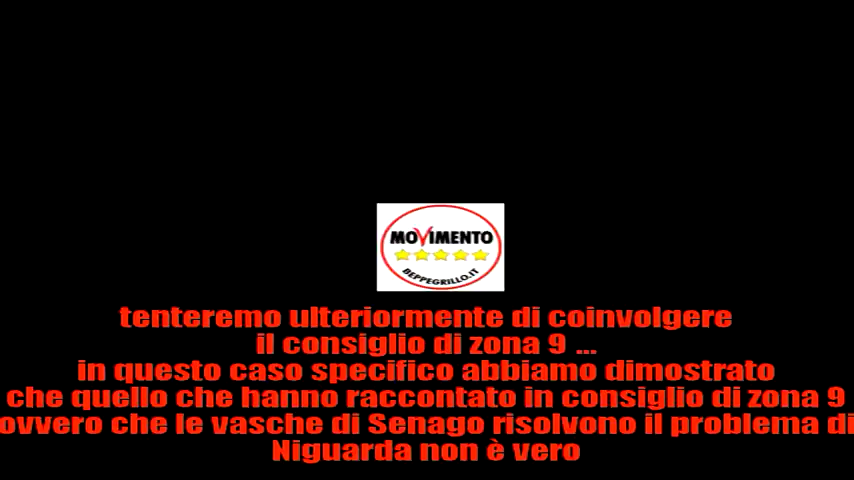 MOVIMENTO
BEPPEGRILLO.IT
tenteremo ulteriormente di coinvolgere
il consiglio di zona 9 ...
in questo caso specifico abbiamo dimostrato
che quello che hanno raccontato in consiglio di zona 9
ovvero che le vasche di Senago risolvono il problema di
Niguarda non è vero